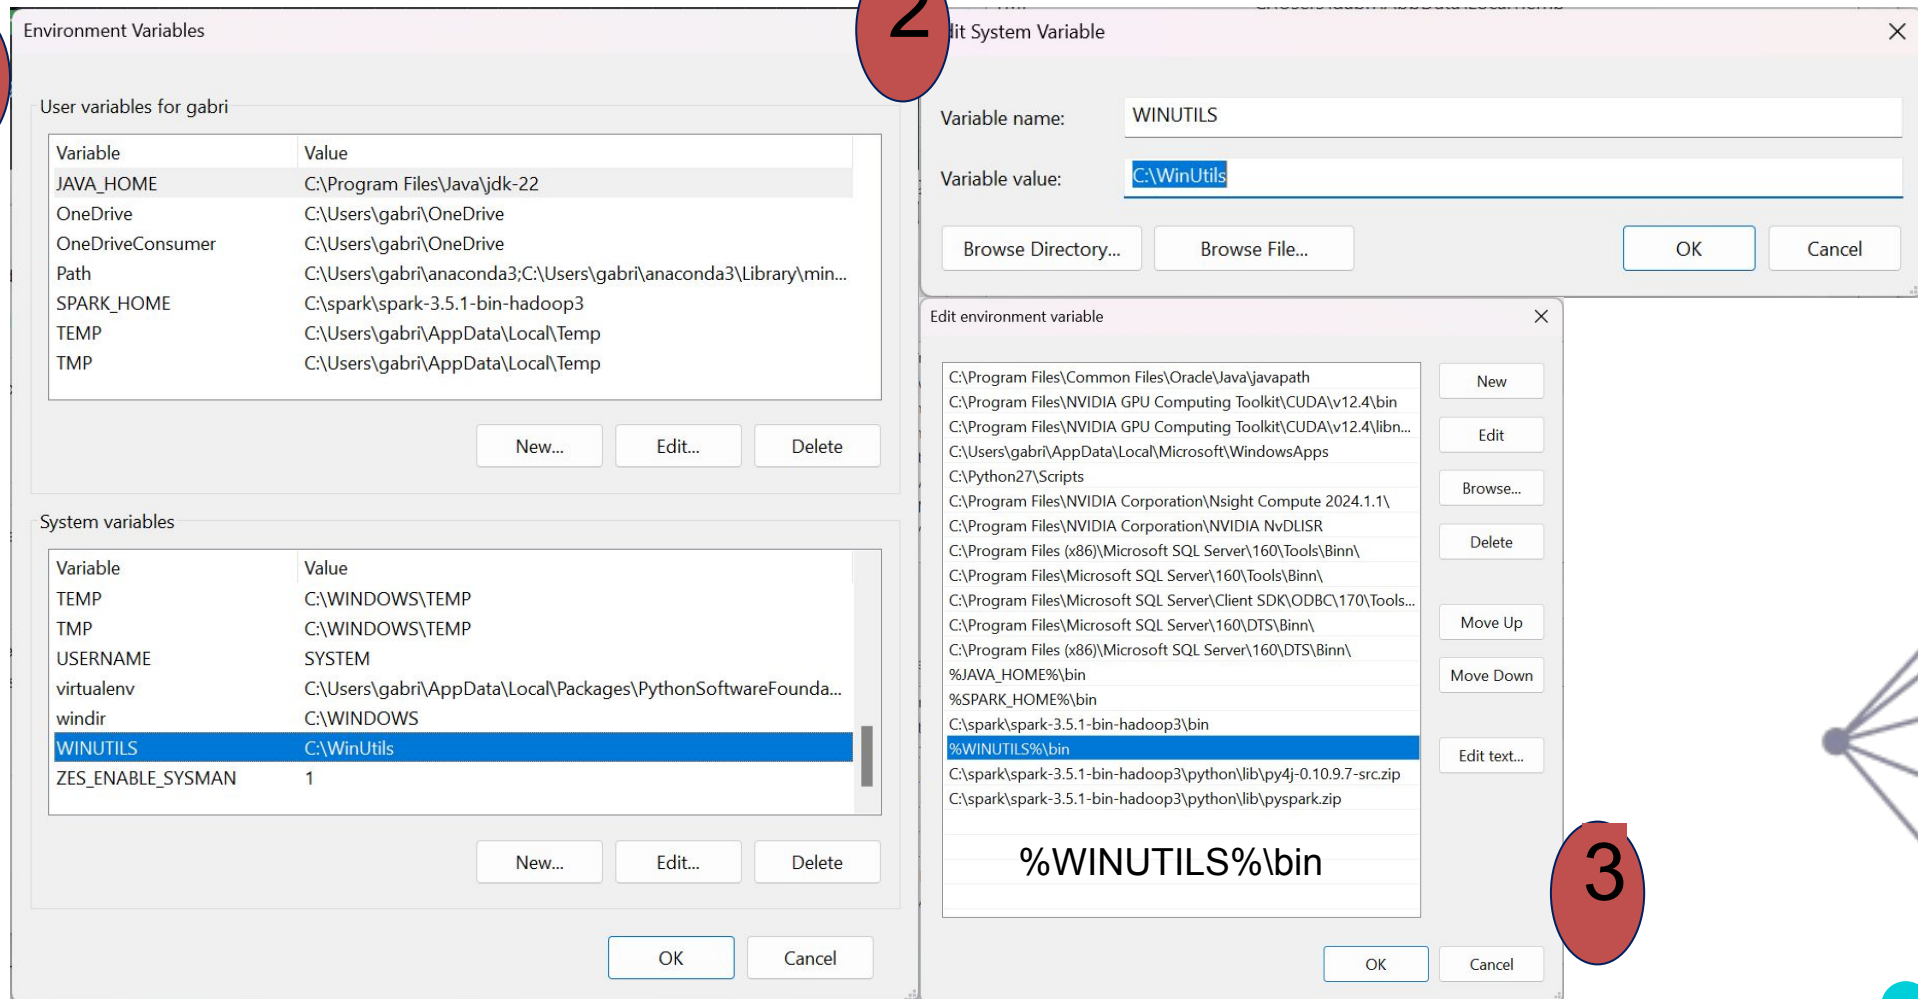 Environment Variables
User variables for gabri
Variable Value
JAVA_HOME C:\Program Files\Java\jdk-22
OneDrive C:\Users\gabri\OneDrive
OneDriveConsumer C:\Users\gabri\OneDrive
Path C:\Users\gabri\anaconda3;C:\Users\gabri\anaconda3\Library\min...
SPARK_HOME C:\spark\spark-3.5.1-bin-hadoop3
TEMP C:\Users\gabri\AppData\Local\Temp
TMP C:\Users\gabri\AppData\Local\Temp
New... Edit... Delete
System variables
Variable Value
TEMP C:\WINDOWS\TEMP
TMP C:\WINDOWS\TEMP
USERNAME SYSTEM
virtualenv C:\Users\gabri\AppData\Local\Packages\PythonSoftwareFounda...
windir C:\WINDOWS
WINUTILS C:\WinUtils
ZES_ENABLE_SYSMAN 1
New... Edit... Delete
OK Cancel
2
dit System Variable
Variable name: WINUTILS
Variable value: C:\WinUtils
Browse Directory... Browse File... OK Cancel
Edit environment variable
C:\Program Files\Common Files\Oracle\Java\javapath
C:\Program Files\NVIDIA GPU Computing Toolkit\CUDA\v12.4\bin
C:\Program Files\NVIDIA GPU Computing Toolkit\CUDA\v12.4\libn...
C:\Users\gabri\AppData\Local\Microsoft\WindowsApps
C:\Python27\Scripts
C:\Program Files\NVIDIA Corporation\Nsight Compute 2024.1.1\
C:\Program Files\NVIDIA Corporation\NVIDIA NvDLISR
C:\Program Files (x86)\Microsoft SQL Server\160\Tools\Binn\
C:\Program Files\Microsoft SQL Server\160\Tools\Binn\
C:\Program Files\Microsoft SQL Server\Client SDK\ODBC\170\Tools...
C:\Program Files\Microsoft SQL Server\160\DTS\Binn\
C:\Program Files (x86)\Microsoft SQL Server\160\DTS\Binn\
%JAVA_HOME%\bin
%SPARK_HOME%\bin
C:\spark\spark-3.5.1-bin-hadoop3\bin
%WINUTILS%\bin
C:\spark\spark-3.5.1-bin-hadoop3\python\lib\py4j-0.10.9.7-src.zip
C:\spark\spark-3.5.1-bin-hadoop3\python\lib\pyspark.zip
%WINUTILS%\bin
New
Edit
Browse...
Delete
Move Up
Move Down
Edit text...
3
OK Cancel